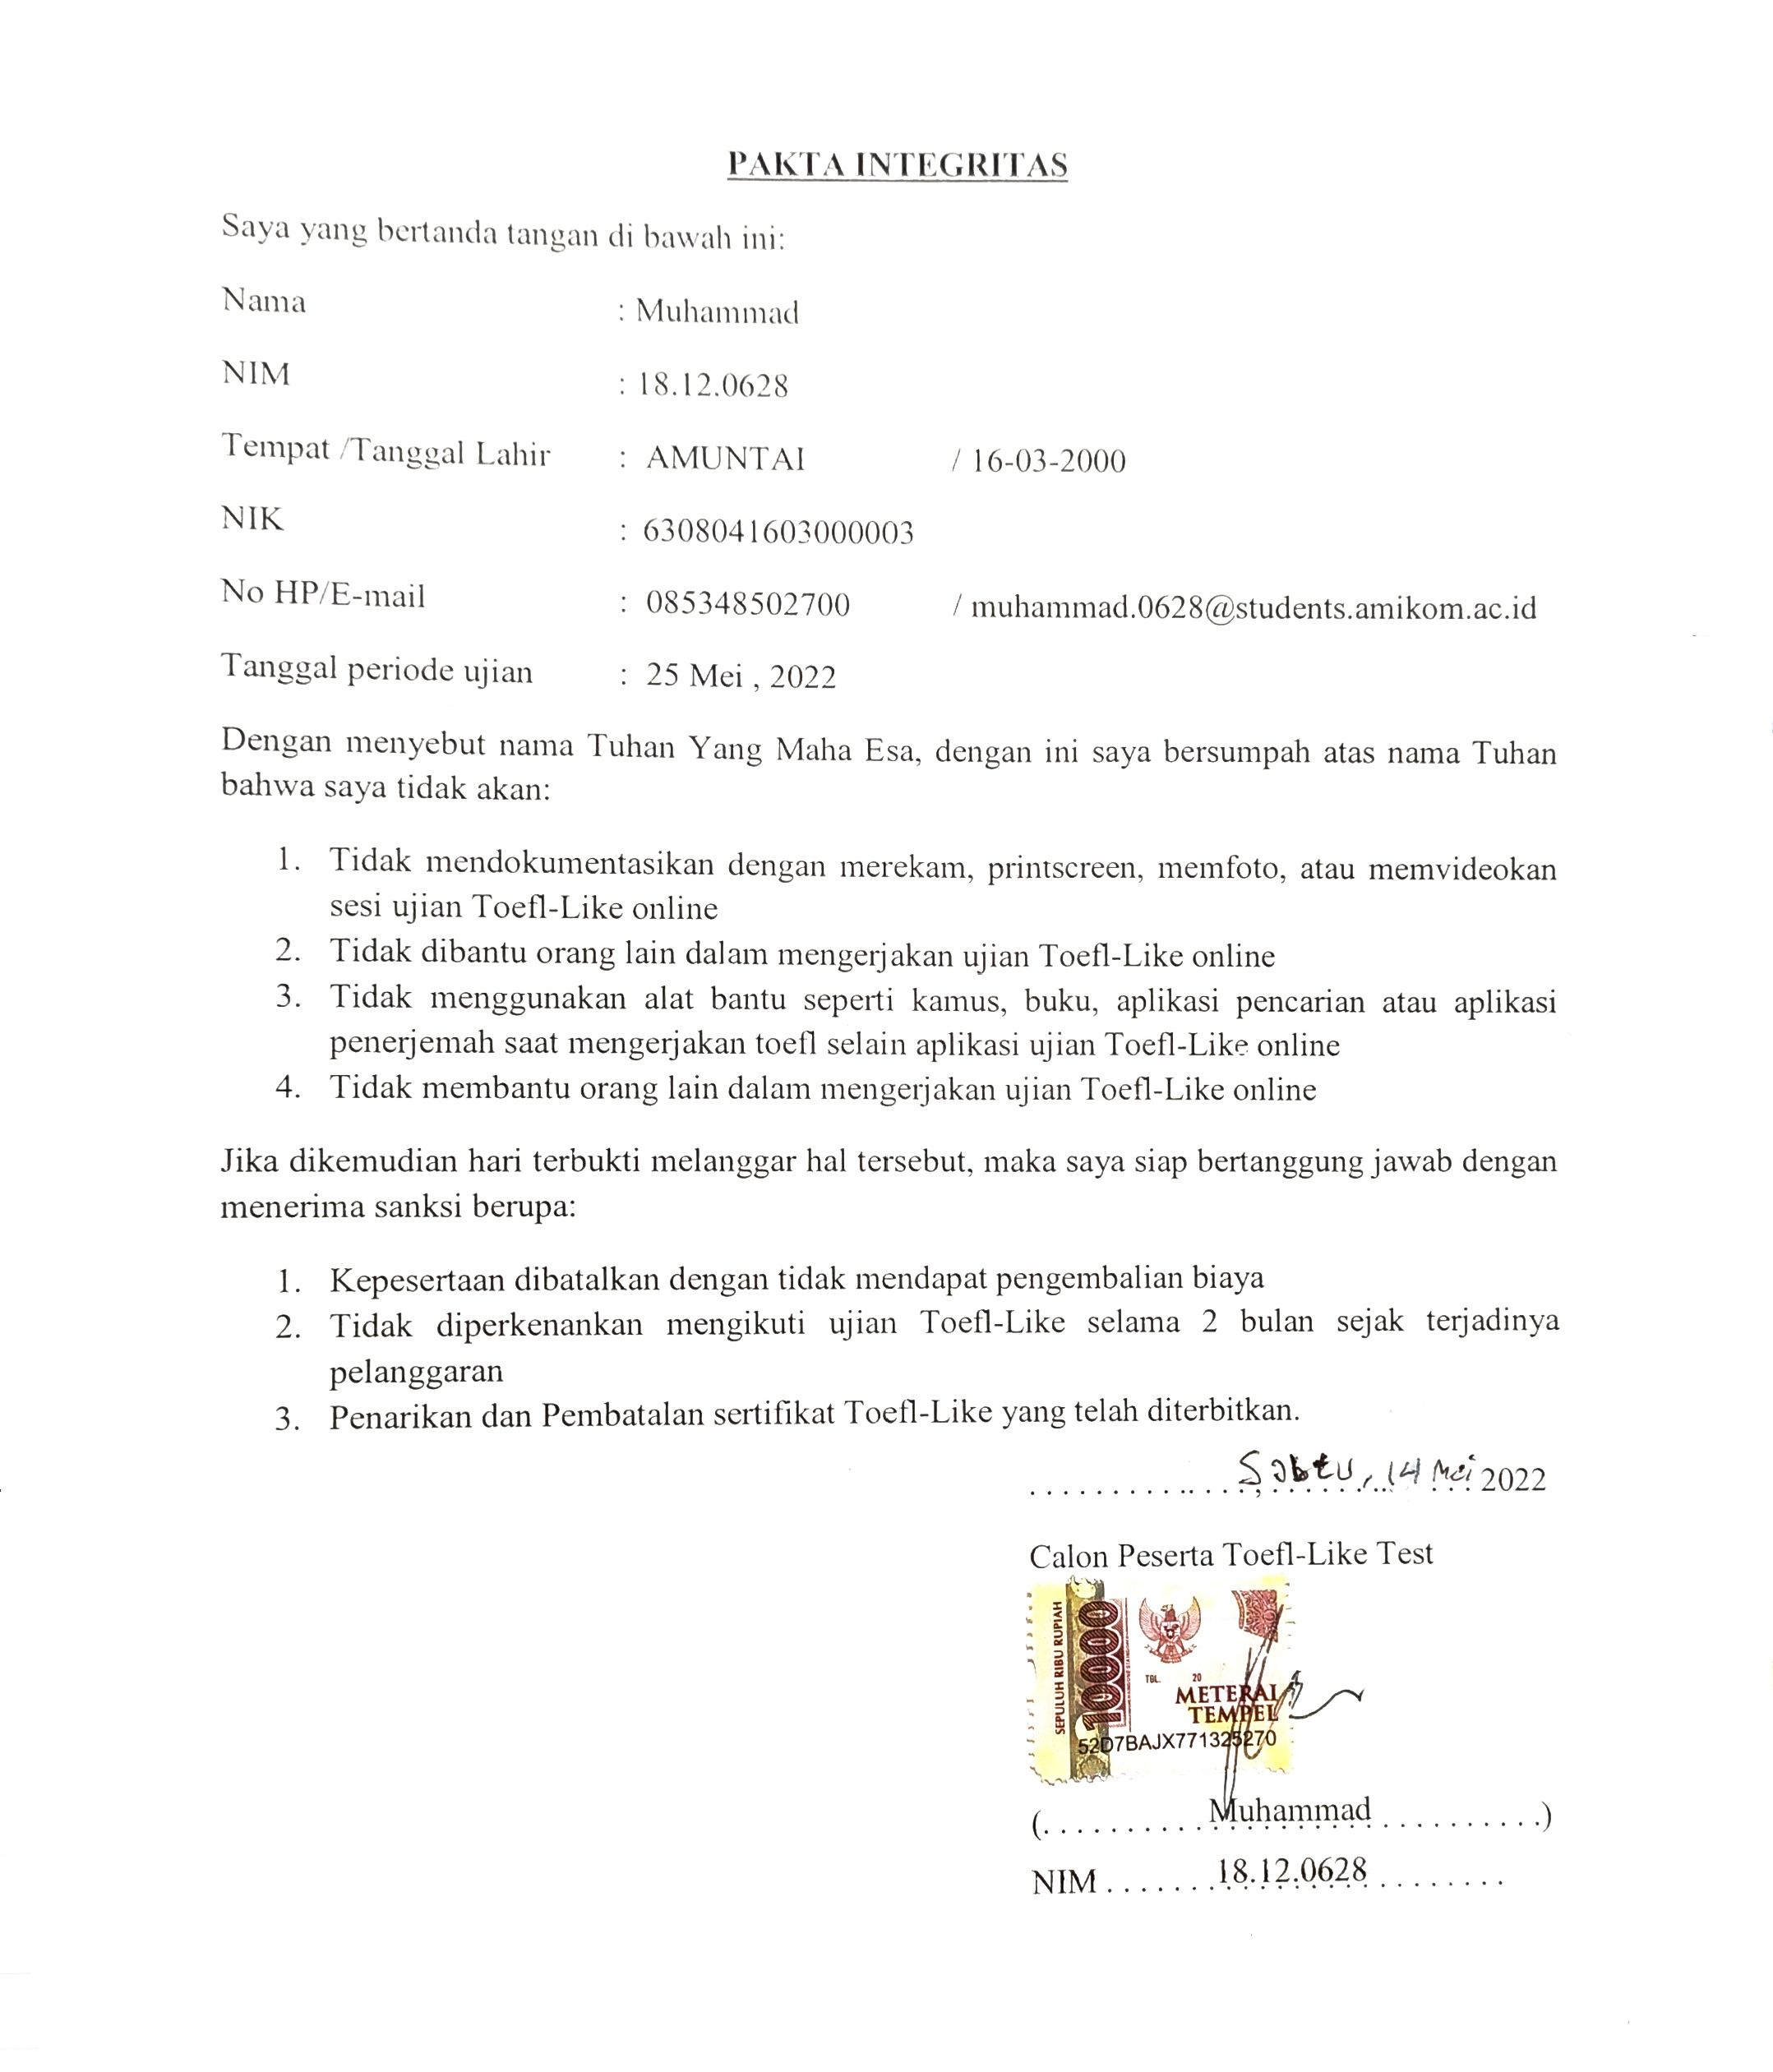 PAKTA INTEGRITAS
Saya yang bertanda tangan di bawah ini:
Nama : Muhammad
NIM : 18.12.0628
Tempat /Tanggal Lahir : AMUNTAI / 16-03-2000
NIK : 6308041603000003
No HP/E-mail : 085348502700 / muhammad.0628@students.amikom.ac.id
Tanggal periode ujian : 25 Mei , 2022
Dengan menyebut nama Tuhan Yang Maha Esa, dengan ini saya bersumpah atas nama Tuhan
bahwa saya tidak akan:
1. Tidak mendokumentasikan dengan merekam, printscreen, memfoto, atau memvideokan
sesi ujian Toefl-Like online
2. Tidak dibantu orang lain dalam mengerjakan ujian Toefl-Like online
3. Tidak menggunakan alat bantu seperti kamus, buku, aplikasi pencarian atau aplikasi
penerjemah saat mengerjakan toefl selain aplikasi ujian Toefl-Like online
4. Tidak membantu orang lain dalam mengerjakan ujian Toefl-Like online
Jika dikemudian hari terbukti melanggar hal tersebut, maka saya siap bertanggung jawab dengan
menerima sanksi berupa:
1. Kepesertaan dibatalkan dengan tidak mendapat pengembalian biaya
2. Tidak diperkenankan mengikuti ujian Toefl-Like selama 2 bulan sejak terjadinya
pelanggaran
3. Penarikan dan Pembatalan sertifikat Toefl-Like yang telah diterbitkan.
Sabtu, 14 Mei 2022
Calon Peserta Toefl-Like Test
SEPULUH RIBU RUPIAH
10000
TGL. 20
METERAI
TEMPEL
52D7BAJX771325270
(.......... Muhammad ..........)
NIM ....... 18.12.0628 ........